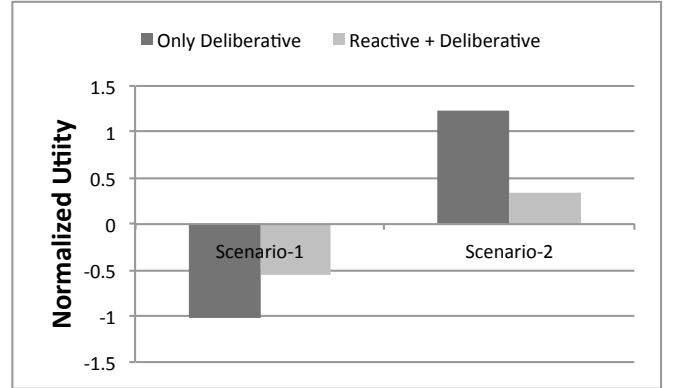 Only Deliberative Reactive + Deliberative
1.5
1
0.5
0
-0.5
-1
-1.5
Normalized Utiity
Scenario-1 Scenario-2